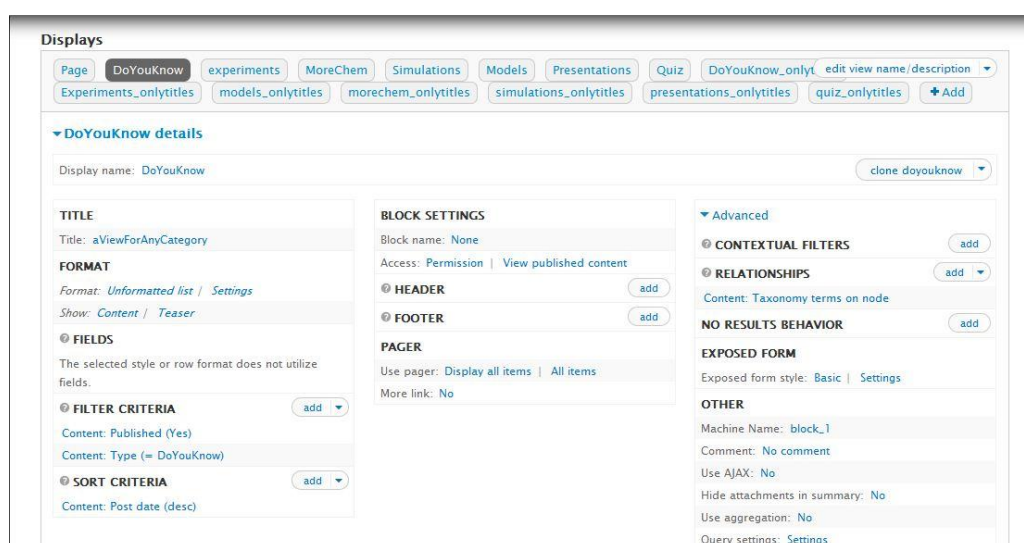 Displays
Page DoYouKnow experiments MoreChem Simulations Models Presentations Quiz DoYouKnow_onlyt edit view name/description
Experiments_onlytitles models_onlytitles morechem_onlytitles simulations_onlytitles presentations_onlytitles quiz_onlytitles +Add
DoYouKnow details
Display name: DoYouKnow clone doyouknow
TITLE
Title: aViewForAnyCategory
FORMAT
Format: Unformatted list | Settings
Show: Content | Teaser
FIELDS
The selected style or row format does not utilize
fields.
FILTER CRITERIA add
Content: Published (Yes)
Content: Type (= DoYouKnow)
SORT CRITERIA add
Content: Post date (desc)
BLOCK SETTINGS
Block name: None
Access: Permission | View published content
HEADER add
FOOTER add
PAGER
Use pager: Display all items | All items
More link: No
Advanced
CONTEXTUAL FILTERS add
RELATIONSHIPS add
Content: Taxonomy terms on node
NO RESULTS BEHAVIOR add
EXPOSED FORM
Exposed form style: Basic | Settings
OTHER
Machine Name: block_1
Comment: No comment
Use AJAX: No
Hide attachments in summary: No
Use aggregation: No
Query settings: Settings